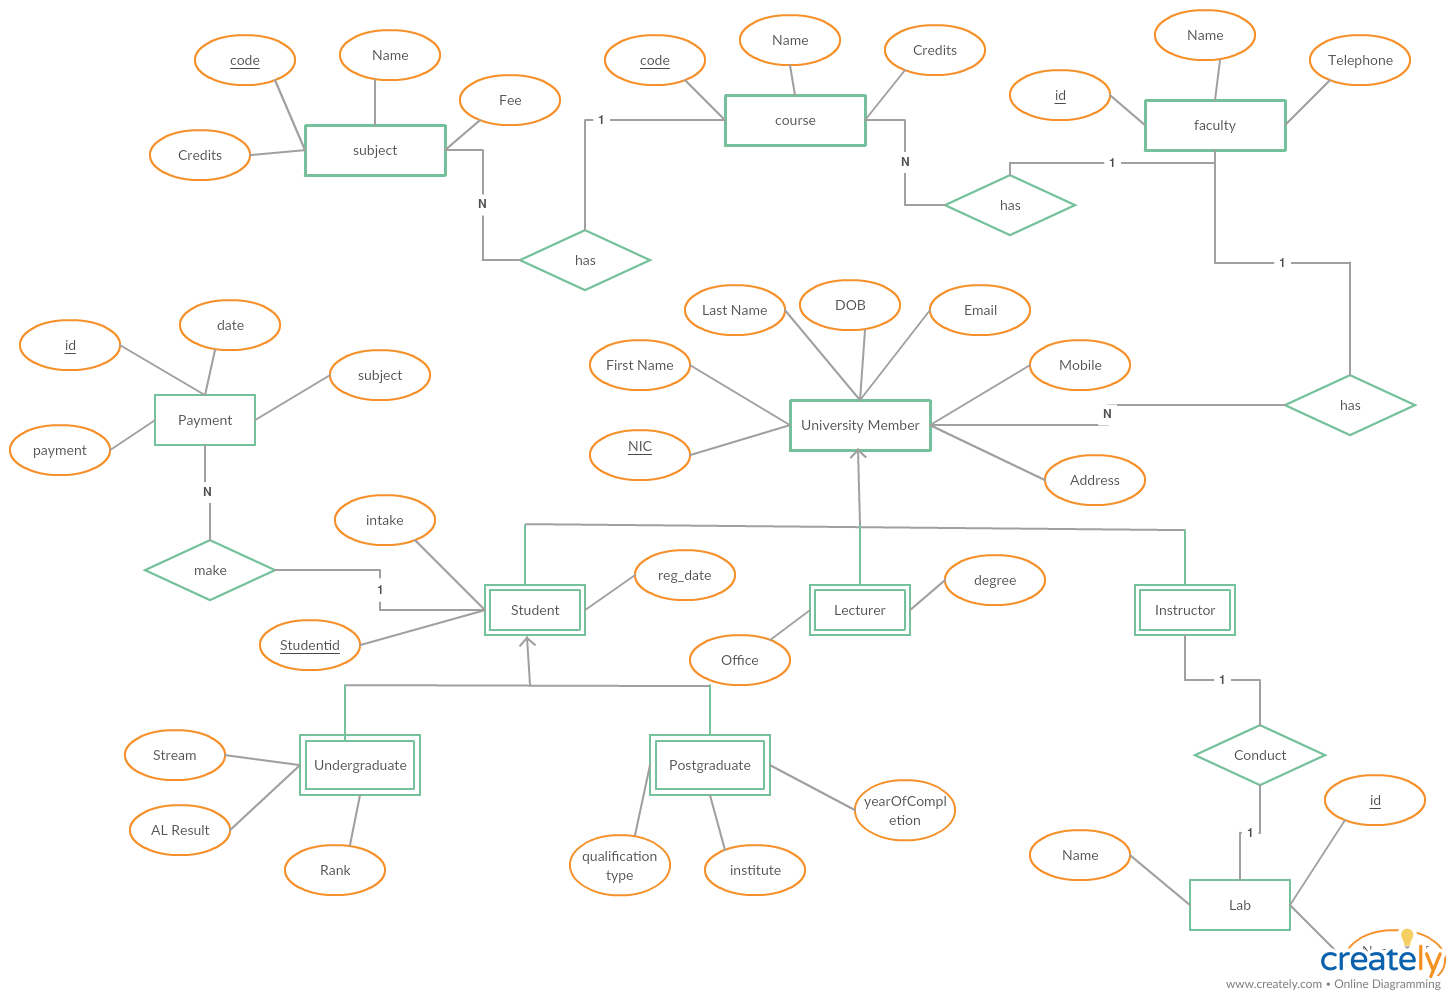 code
Name
Fee
Credits
subject
N
has
1
code
Name
Credits
course
N
has
1
Name
id
Telephone
faculty
1
has
N
id
date
subject
payment
Payment
N
make
1
Last Name
DOB
Email
First Name
Mobile
NIC
University Member
Address
intake
reg_date
Student
Studentid
Lecturer
degree
Office
Instructor
1
Conduct
1
Stream
AL Result
Undergraduate
Rank
Postgraduate
qualification
type
institute
yearOfCompl
etion
Name
id
Lab
creately
www.creately.com • Online Diagramming